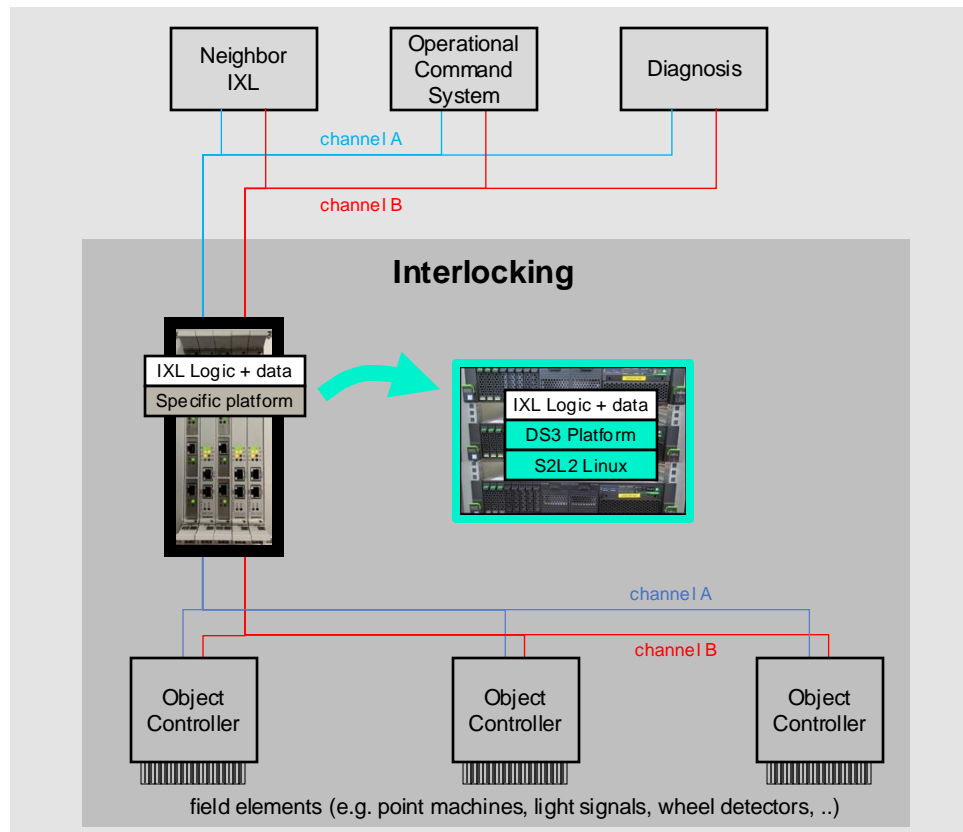 Neighbor
IXL
Operational
Command
System
Diagnosis
channel A
channel B
Interlocking
IXL Logic + data
Specific platform
IXL Logic + data
DS3 Platform
S2L2 Linux
channel A
channel B
Object
Controller
Object
Controller
Object
Controller
field elements (e.g. point machines, light signals, wheel detectors, ..)